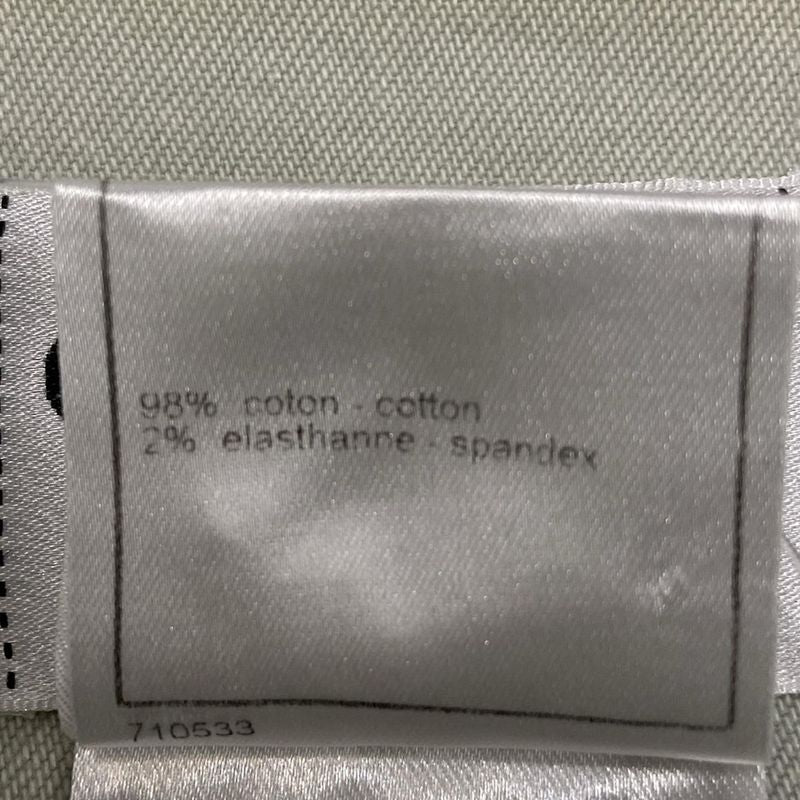 98% coton - cotton
2% elasthanne - spandex
710533